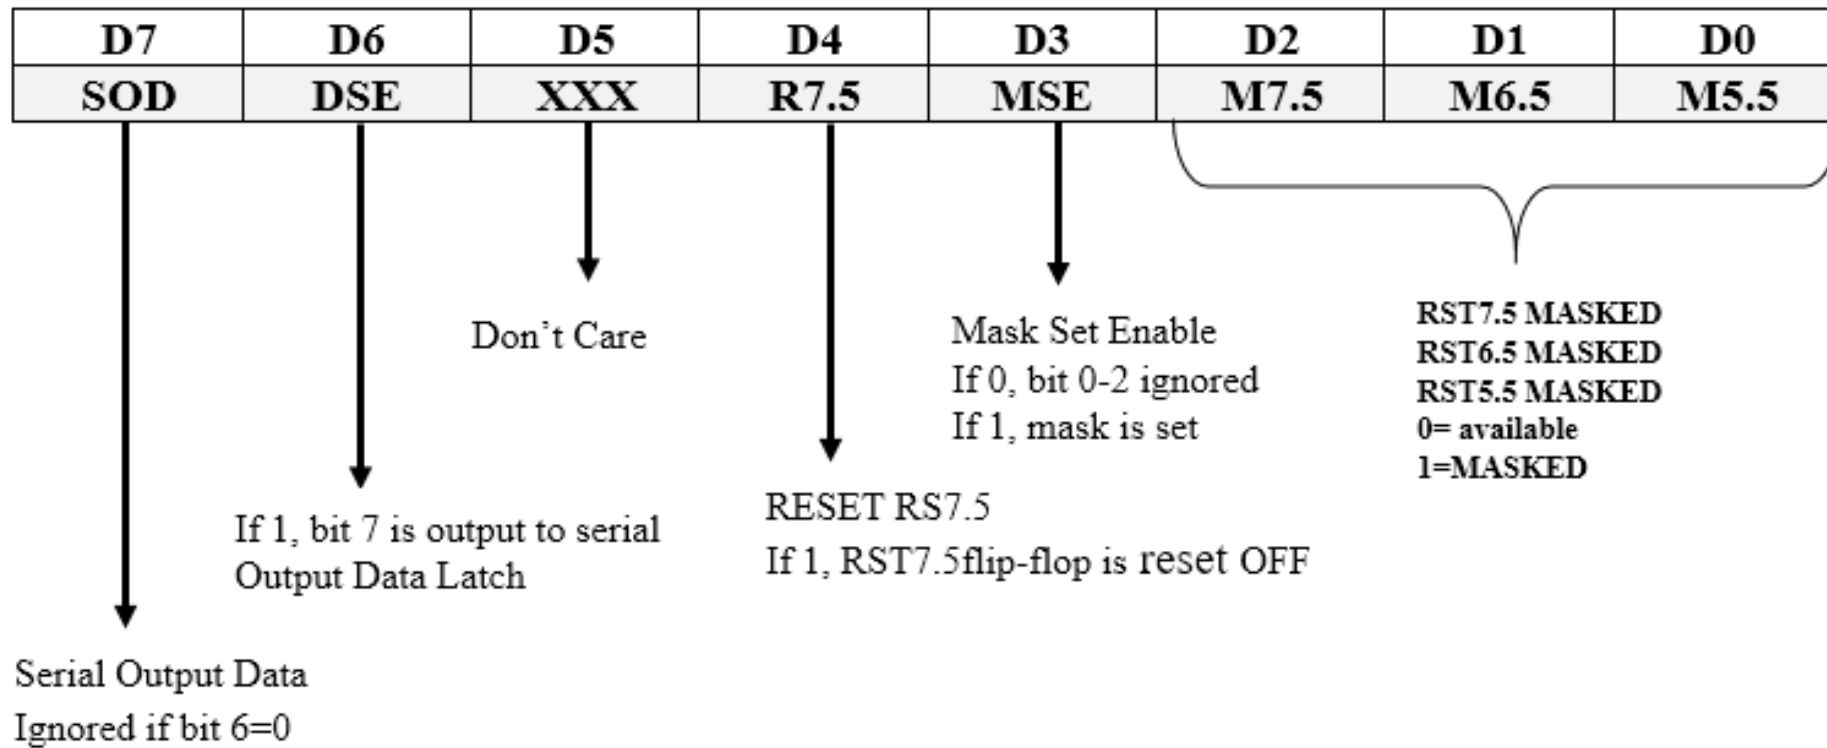 D7 D6 D5 D4 D3 D2 D1 D0
SOD DSE XXX R7.5 MSE M7.5 M6.5 M5.5
Don't Care
Mask Set Enable
If 0, bit 0-2 ignored
If 1, mask is set
RST7.5 MASKED
RST6.5 MASKED
RST5.5 MASKED
0= available
1=MASKED
If 1, bit 7 is output to serial
Output Data Latch
RESET RS7.5
If 1, RST7.5flip-flop is reset OFF
Serial Output Data
Ignored if bit 6=0